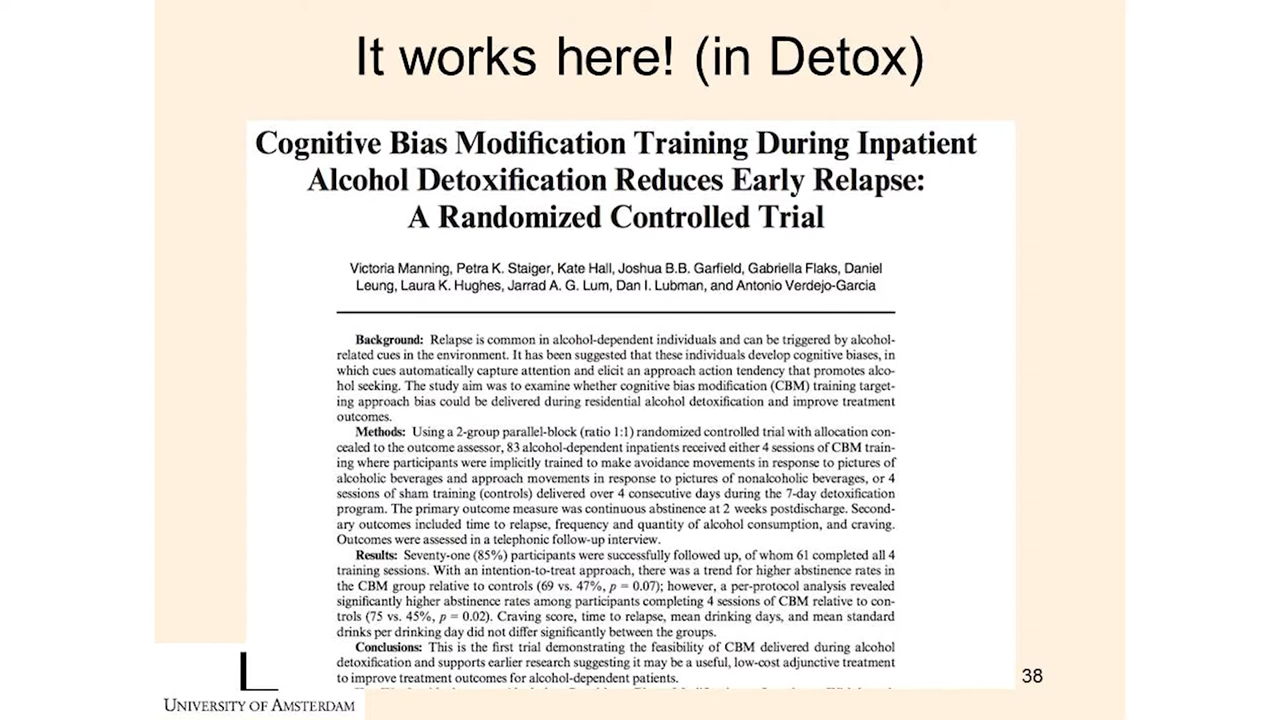 It works here! (in Detox)
Cognitive Bias Modification Training During Inpatient
Alcohol Detoxification Reduces Early Relapse:
A Randomized Controlled Trial
Victoria Manning, Petra K. Staiger, Kate Hall, Joshua B.B. Garfield, Gabriella Flaks, Daniel
Leung, Laura K. Hughes, Jarrad A. G. Lum, Dan I. Lubman, and Antonio Verdejo-Garcia
Background: Relapse is common in alcohol-dependent individuals and can be triggered by alcohol-
related cues in the environment. It has been suggested that these individuals develop cognitive biases, in
which cues automatically capture attention and elicit an approach action tendency that promotes alco-
hol seeking. The study aim was to examine whether cognitive bias modification (CBM) training target-
ing approach bias could be delivered during residential alcohol detoxification and improve treatment
outcomes.
Methods: Using a 2-group parallel-block (ratio 1:1) randomized controlled trial with allocation con-
cealed to the outcome assessor, 83 alcohol-dependent inpatients received either 4 sessions of CBM train-
ing where participants were implicitly trained to make avoidance movements in response to pictures of
alcoholic beverages and approach movements in response to pictures of nonalcoholic beverages, or 4
sessions of sham training (controls) delivered over 4 consecutive days during the 7-day detoxification
program. The primary outcome measure was continuous abstinence at 2 weeks postdischarge. Second-
ary outcomes included time to relapse, frequency and quantity of alcohol consumption, and craving.
Outcomes were assessed in a telephonic follow-up interview.
Results: Seventy-one (85%) participants were successfully followed up, of whom 61 completed all 4
training sessions. With an intention-to-treat approach, there was a trend for higher abstinence rates in
the CBM group relative to controls (69 vs. 47%, p = 0.07); however, a per-protocol analysis revealed
significantly higher abstinence rates among participants completing 4 sessions of CBM relative to con-
trols (75 vs. 45%, p = 0.02). Craving score, time to relapse, mean drinking days, and mean standard
drinks per drinking day did not differ significantly between the groups.
Conclusions: This is the first trial demonstrating the feasibility of CBM delivered during alcohol
detoxification and supports earlier research suggesting it may be a useful, low-cost adjunctive treatment
to improve treatment outcomes for alcohol-dependent patients.
38
UNIVERSITY OF AMSTERDAM